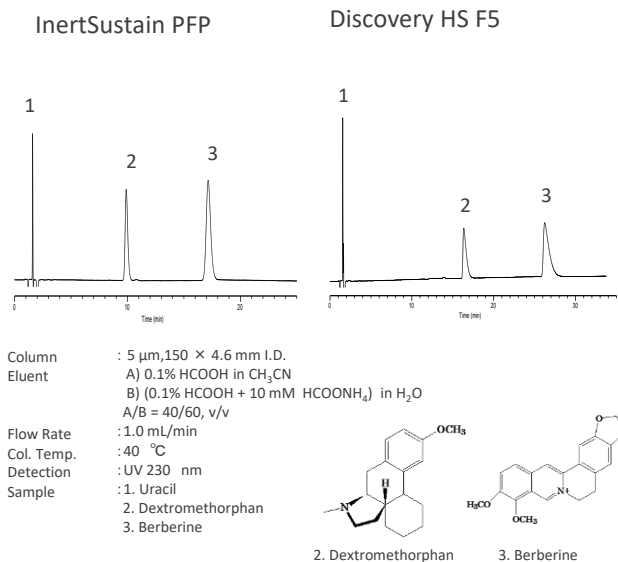 InertSustain PFP
Discovery HS F5
1
2
3
0
10
20
Time (min)
1
2
3
0
10
20
30
Time (min)
Column : 5 μm,150 × 4.6 mm I.D.
Eluent A) 0.1% HCOOH in CH₃CN
B) (0.1% HCOOH + 10 mM HCOONH₄) in H₂O
A/B = 40/60, v/v
Flow Rate : 1.0 mL/min
Col. Temp. : 40 ℃
Detection : UV 230 nm
Sample : 1. Uracil
2. Dextromethorphan
3. Berberine
OCH₃
H
N
2. Dextromethorphan
O
O
N+
H₃CO
OCH₃
3. Berberine